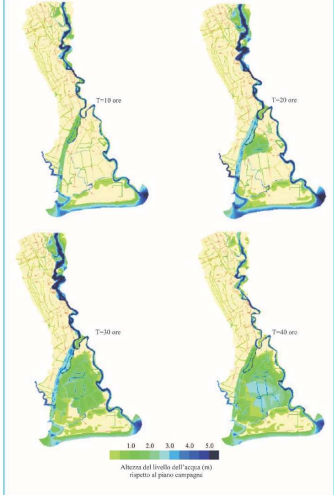 T=10 ore
T=20 ore
T=30 ore
T=40 ore
1.0 2.0 3.0 4.0 5.0
Altezza del livello dell'acqua (m)
rispetto al piano campagna